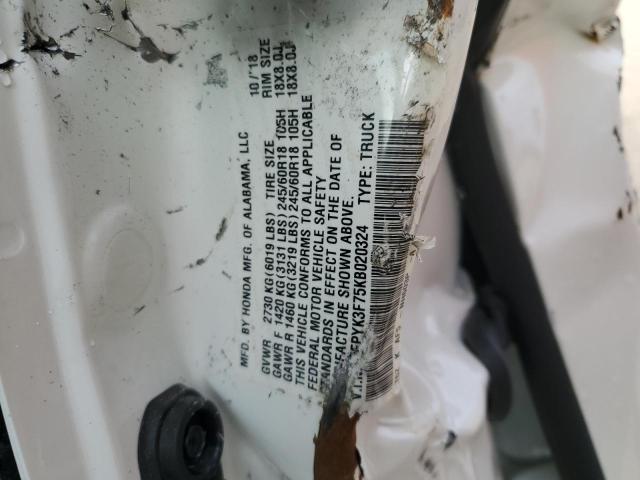 MFD. BY HONDA MFG. OF ALABAMA, LLC 10/18
GVWR 2730 KG(6019 LBS) TIRE SIZE RIM SIZE
GAWR F 1420 KG(3131 LBS)245/60R18 105H 18X8.0J
GAWR R 1460 KG(3219 LBS)245/60R18 105H 18X8.0J
THIS VEHICLE CONFORMS TO ALL APPLICABLE
FEDERAL MOTOR VEHICLE SAFETY
STANDARDS IN EFFECT ON THE DATE OF
FACTURE SHOWN ABOVE.
FPYK3F75KB020324 TYPE: TRUCK